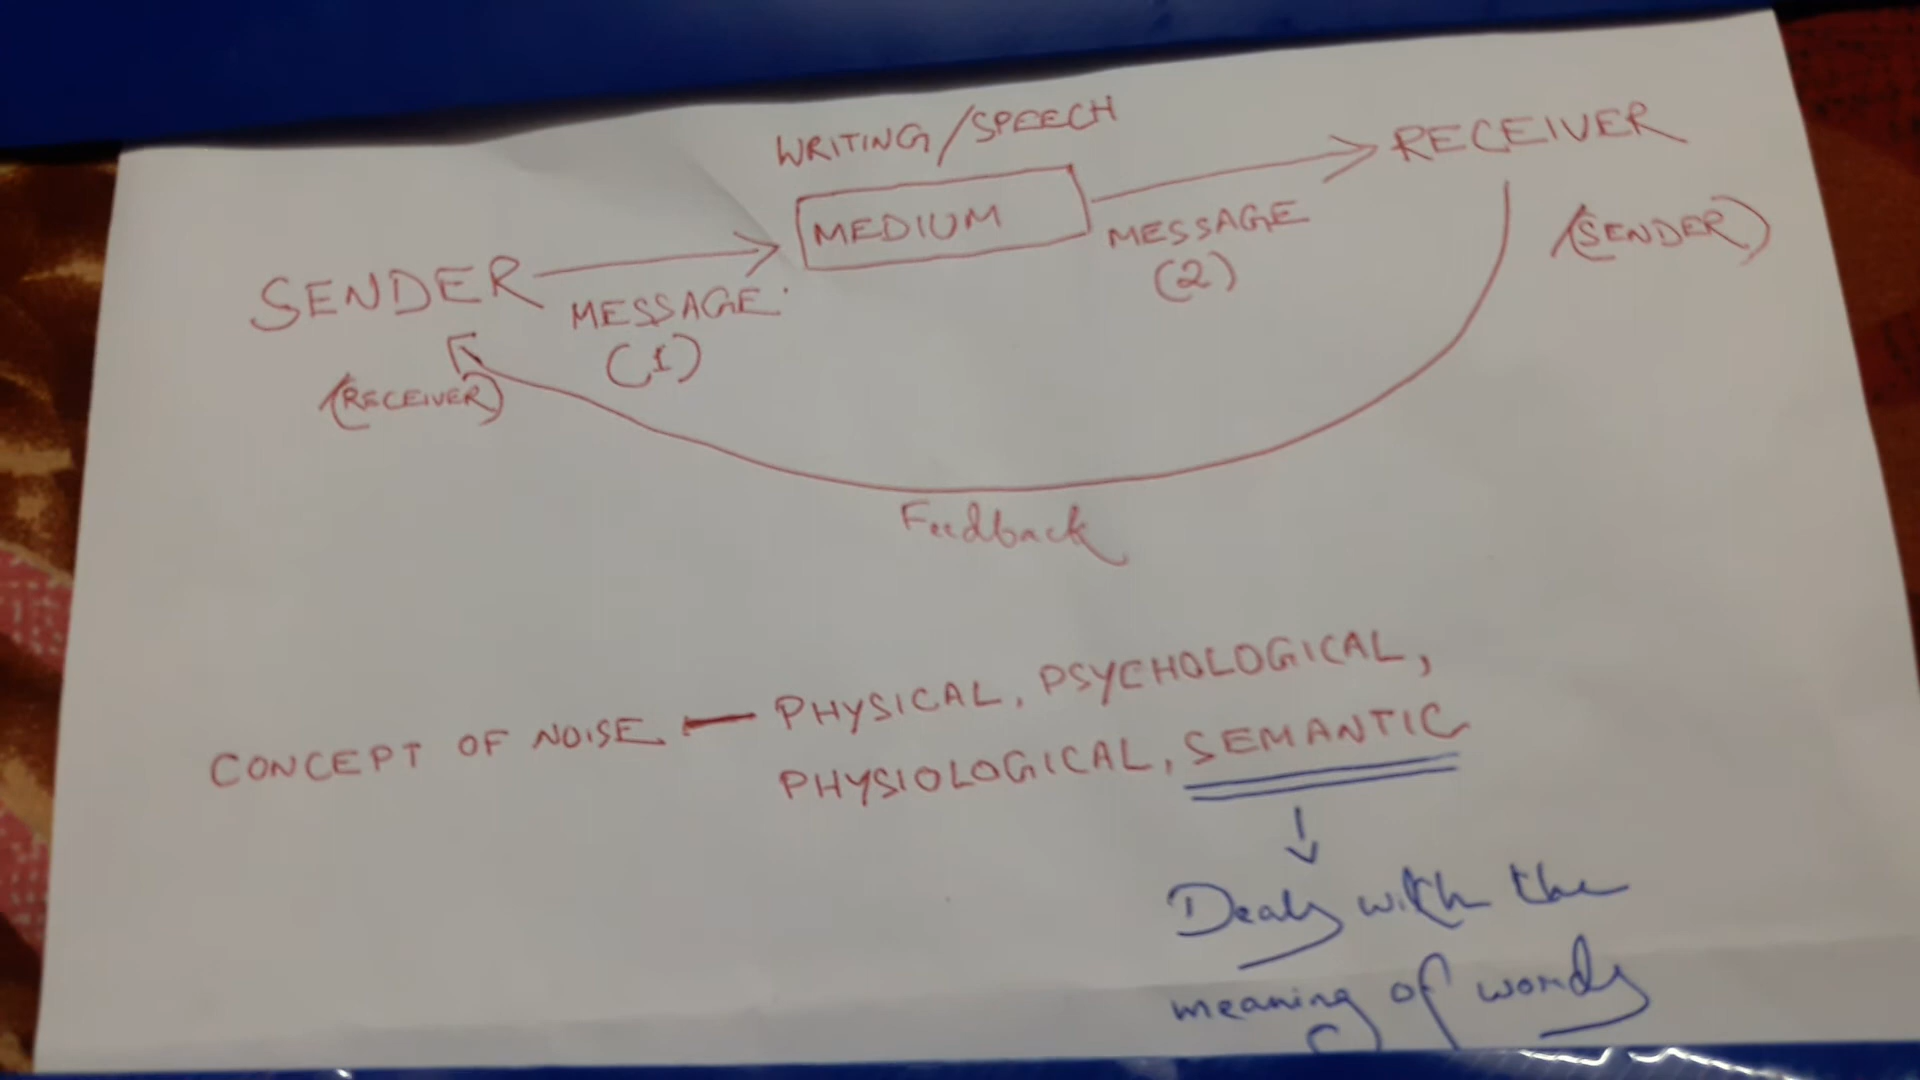 WRITING/SPEECH
RECEIVER
MEDIUM
MESSAGE
(2)
(SENDER)
SENDER
MESSAGE
(1)
(RECEIVER)
Feedback
CONCEPT OF NOISE — PHYSICAL, PSYCHOLOGICAL,
PHYSIOLOGICAL, SEMANTIC
Deals with the
meaning of words